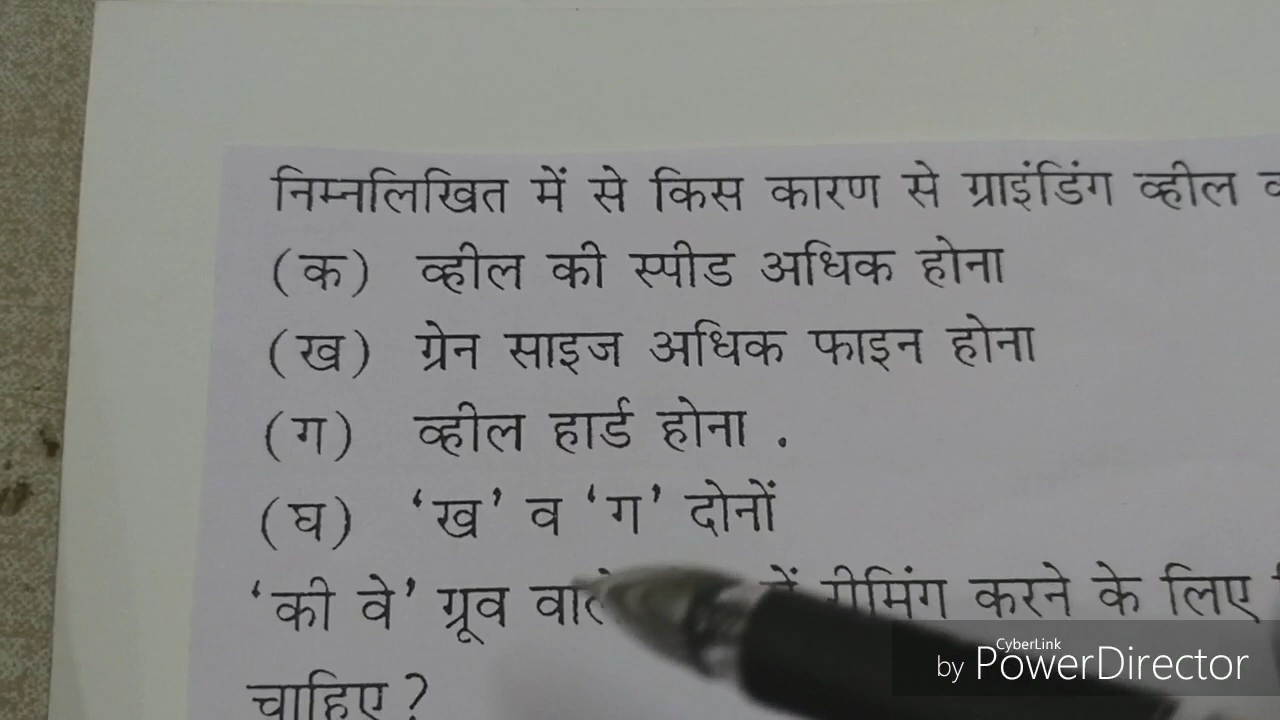 निम्नलिखित में से किस कारण से ग्राइंडिंग व्हील
(क) व्हील की स्पीड अधिक होना
(ख) ग्रेन साइज अधिक फाइन होना
(ग) व्हील हार्ड होना .
(घ) ‘ख’ व ‘ग’ दोनों
‘की वे’ ग्रूव में रीमिंग करने के लिए
चाहिए?
CyberLink
by PowerDirector